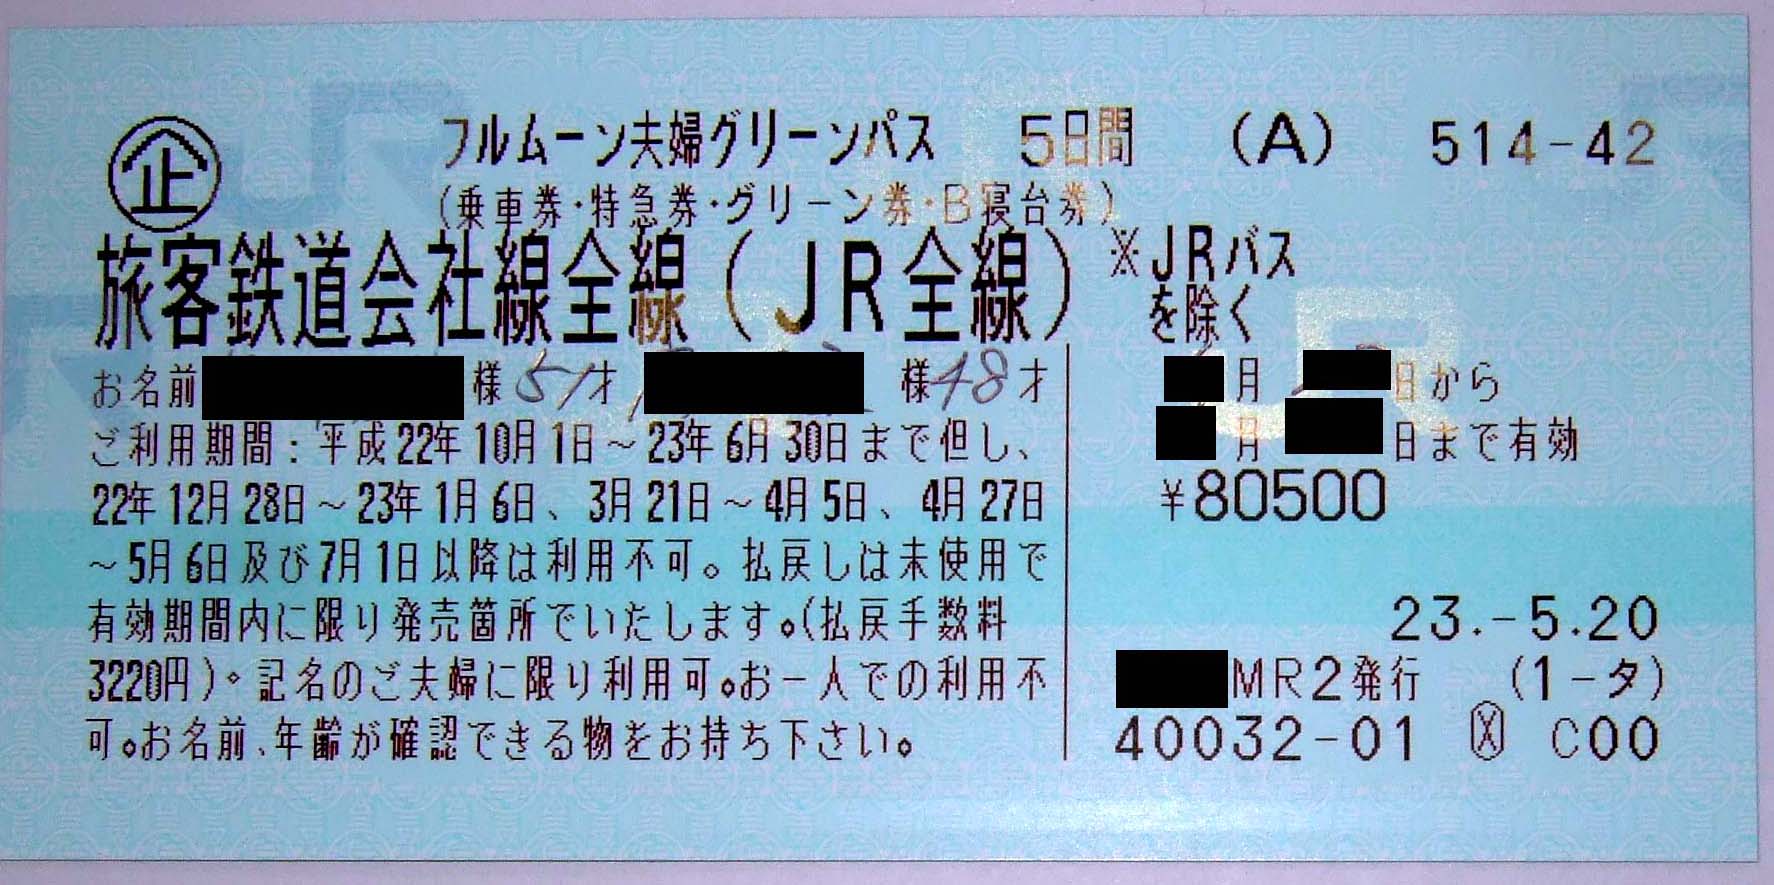 企 フルムーン夫婦グリーンパス 5日間 (A) 514-42
(乗車券・特急券・グリーン券・B寝台券)
旅客鉄道会社線全線(JR全線) ※JRバスを除く
お名前 様 51才 様 48才
ご利用期間:平成22年10月1日～23年6月30日まで但し、
22年12月28日～23年1月6日、3月21日～4月5日、4月27日
～5月6日及び7月1日以降は利用不可。払戻しは未使用で
有効期間内に限り発売箇所でいたします。(払戻手数料
3220円)。記名のご夫婦に限り利用可。お一人での利用不
可。お名前、年齢が確認できる物をお持ち下さい。
月 日から
月 日まで有効
¥80500
23.-5.20
MR2発行 (1-タ)
40032-01 Ⓧ C00